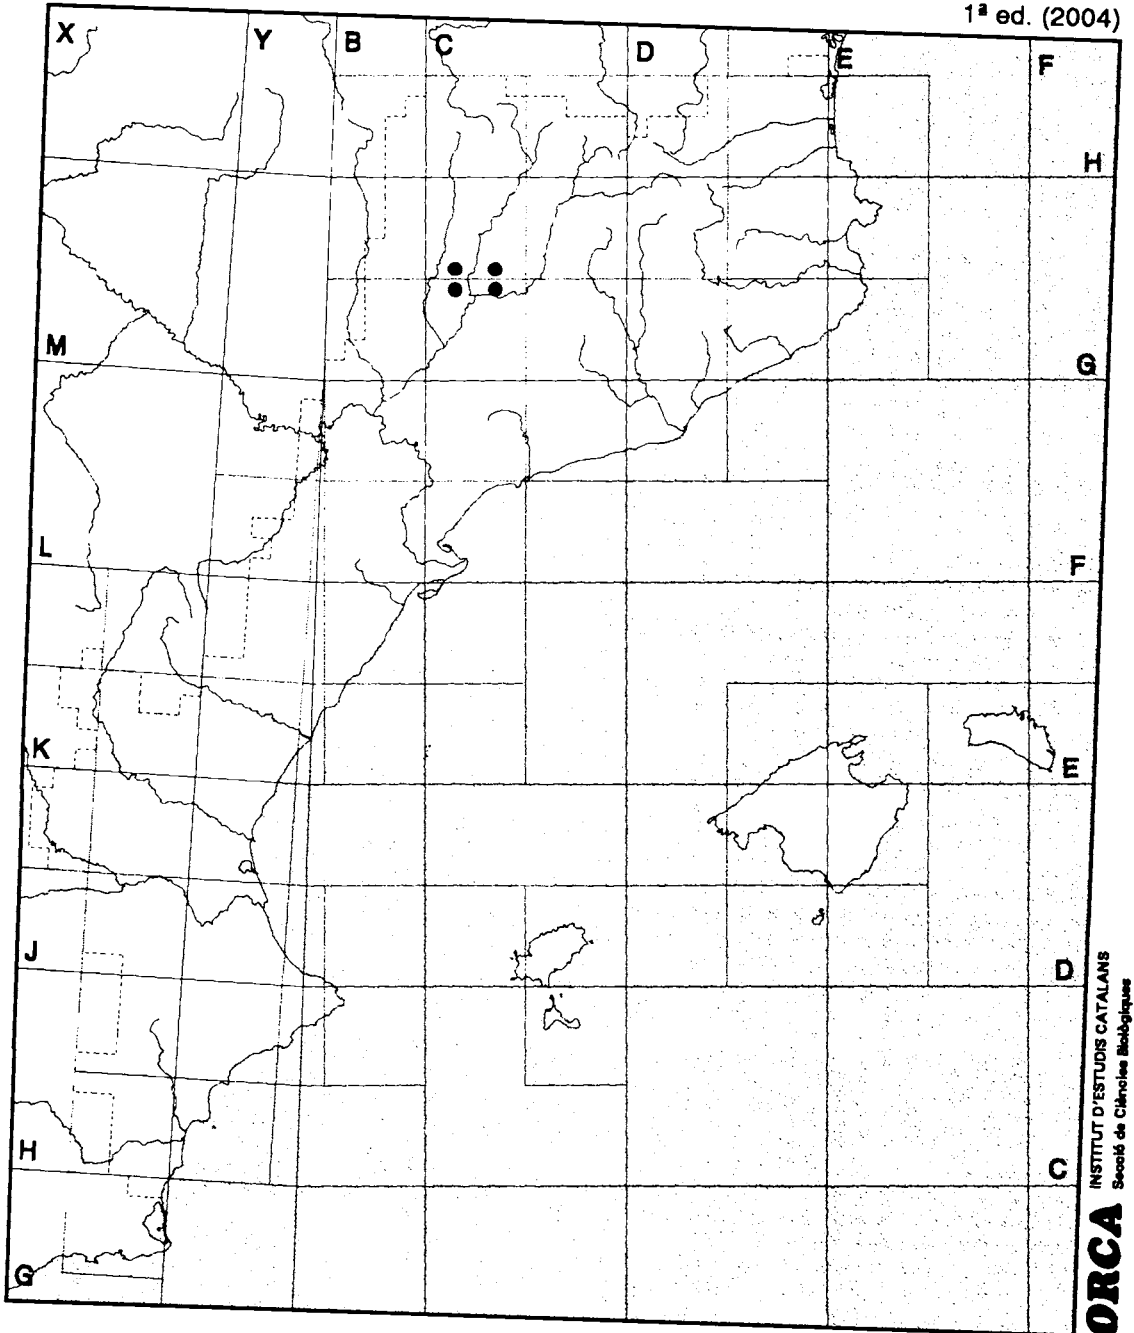 1ª ed. (2004)
X Y B C D E F
H
M G
L F
K E
J D
H C
G
ORCA
INSTITUT D'ESTUDIS CATALANS
Secció de Ciències Biològiques